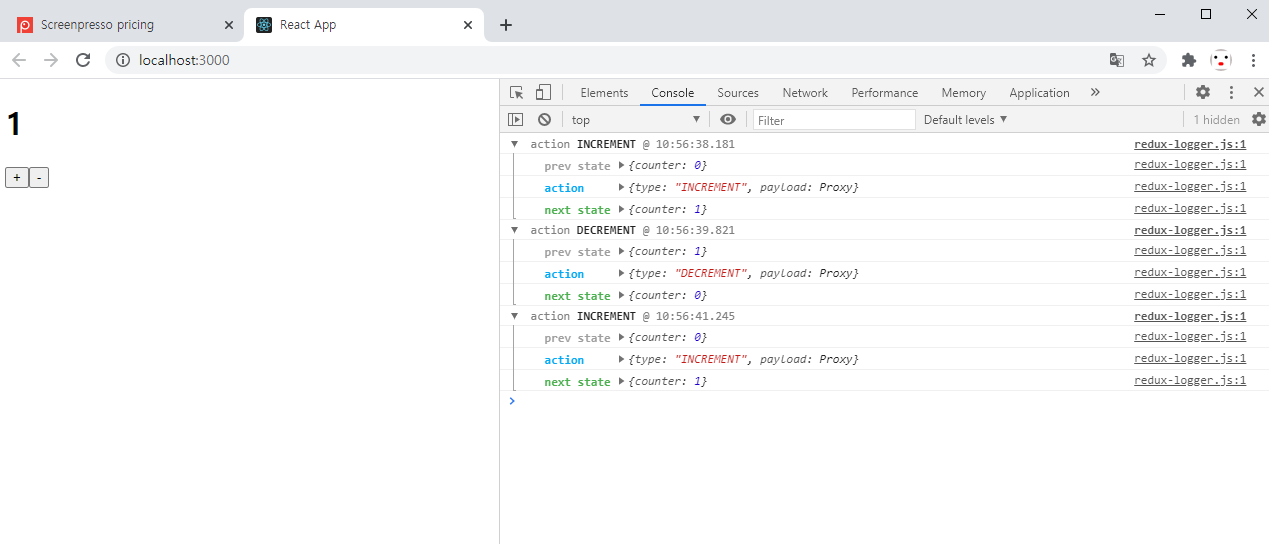 Screenpresso pricing
React App
localhost:3000
1
+ -
Elements Console Sources Network Performance Memory Application
top Filter Default levels 1 hidden
action INCREMENT @ 10:56:38.181 redux-logger.js:1
prev state {counter: 0} redux-logger.js:1
action {type: "INCREMENT", payload: Proxy} redux-logger.js:1
next state {counter: 1} redux-logger.js:1
action DECREMENT @ 10:56:39.821 redux-logger.js:1
prev state {counter: 1} redux-logger.js:1
action {type: "DECREMENT", payload: Proxy} redux-logger.js:1
next state {counter: 0} redux-logger.js:1
action INCREMENT @ 10:56:41.245 redux-logger.js:1
prev state {counter: 0} redux-logger.js:1
action {type: "INCREMENT", payload: Proxy} redux-logger.js:1
next state {counter: 1} redux-logger.js:1